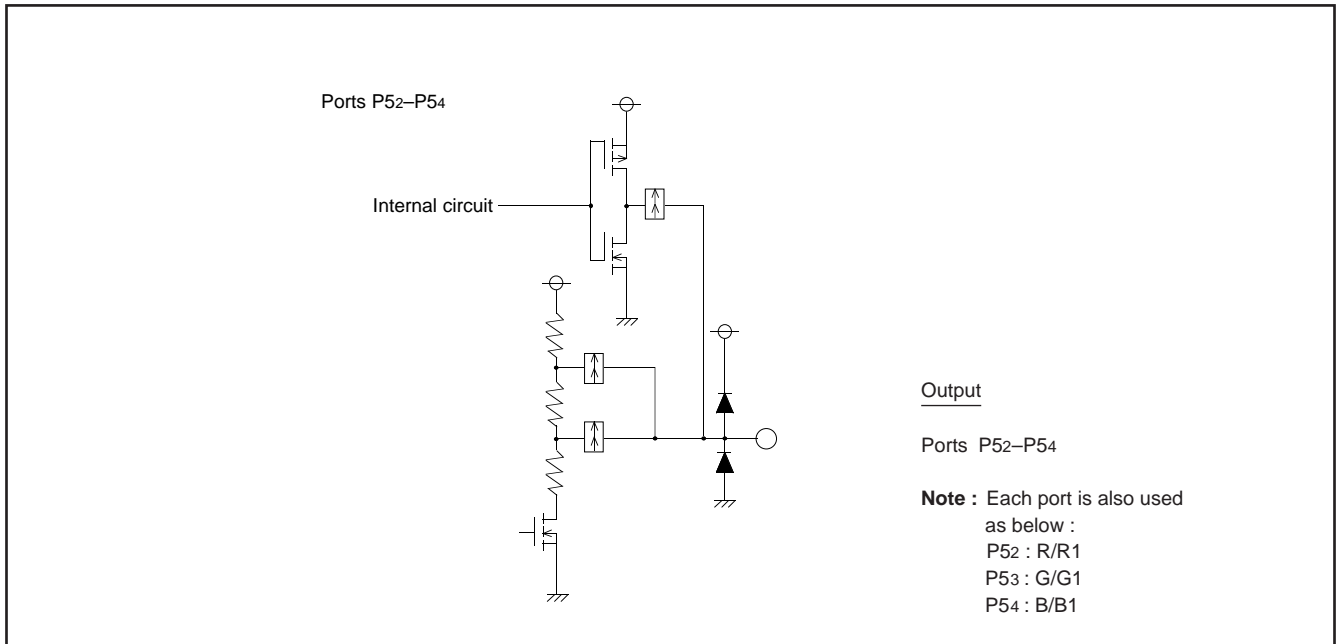 Ports P52–P54
Internal circuit
Output
Ports P52–P54
Note : Each port is also used
as below :
P52 : R/R1
P53 : G/G1
P54 : B/B1